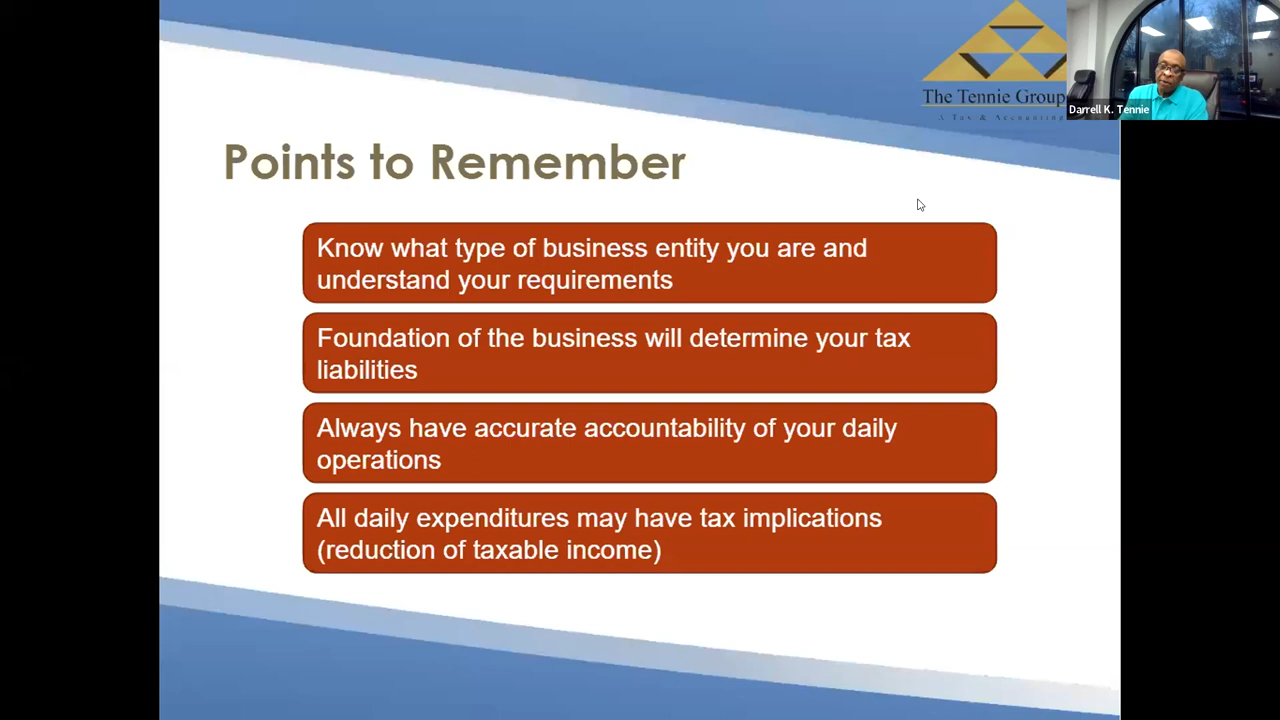 The Tennie Group
A Tax & Accounting
Darrell K. Tennie
Points to Remember
Know what type of business entity you are and
understand your requirements
Foundation of the business will determine your tax
liabilities
Always have accurate accountability of your daily
operations
All daily expenditures may have tax implications
(reduction of taxable income)